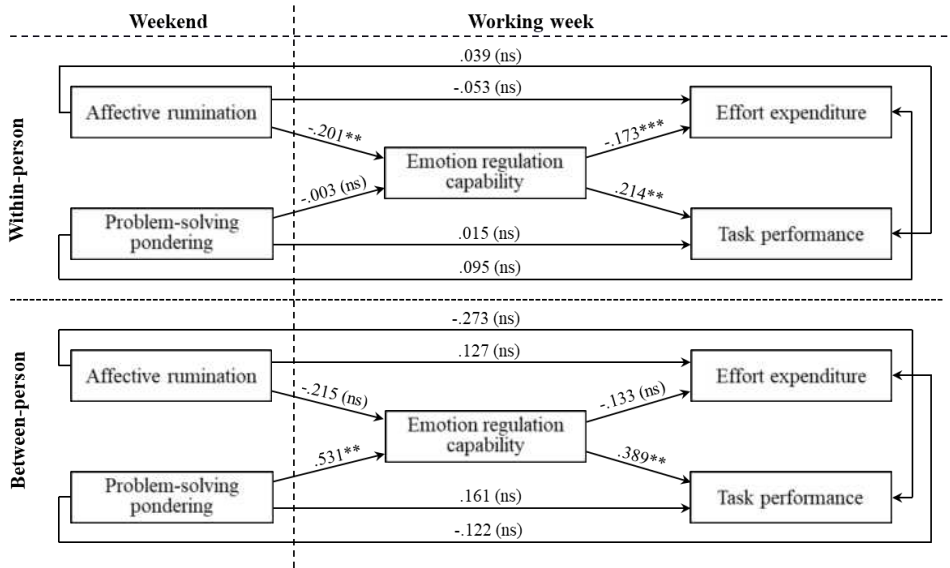 Weekend
Working week
Within-person
.039 (ns)
-.053 (ns)
Affective rumination
Effort expenditure
-.201**
-.173***
Emotion regulation
capability
-.003 (ns)
.214**
Problem-solving
pondering
.015 (ns)
Task performance
.095 (ns)
Between-person
-.273 (ns)
.127 (ns)
Affective rumination
Effort expenditure
-.215 (ns)
-.133 (ns)
Emotion regulation
capability
.531**
.389**
Problem-solving
pondering
.161 (ns)
Task performance
-.122 (ns)